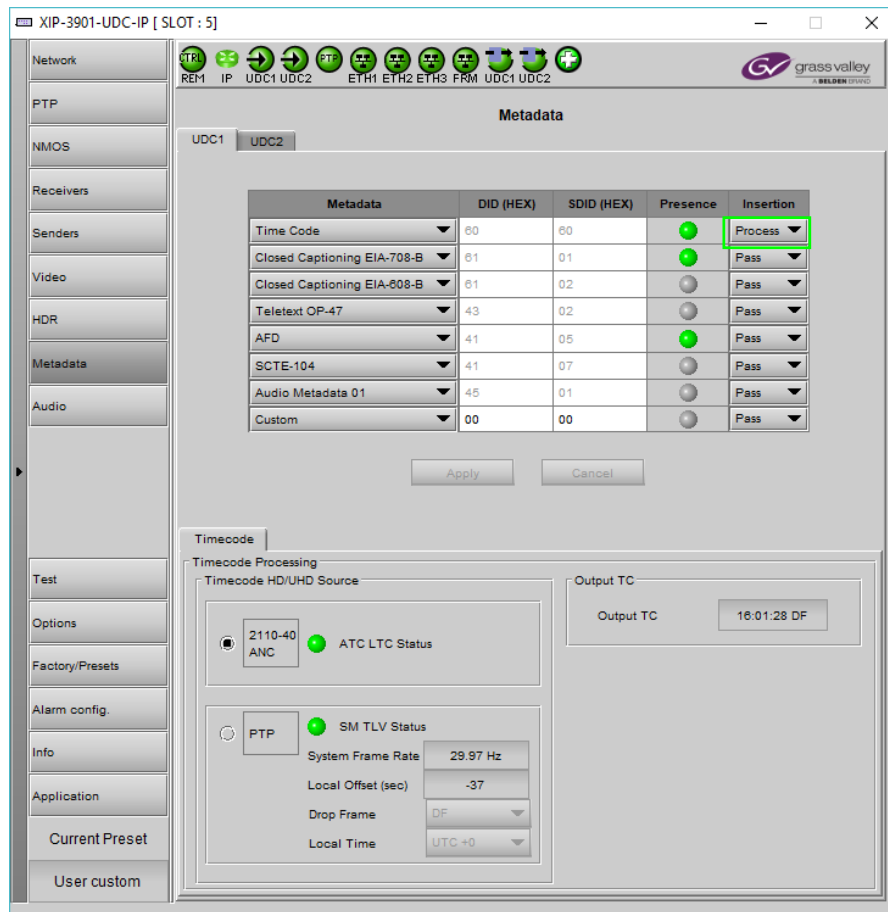 XIP-3901-UDC-IP [ SLOT : 5]
Network
PTP
NMOS
Receivers
Senders
Video
HDR
Metadata
Audio
Test
Options
Factory/Presets
Alarm config.
Info
Application
Current Preset
User custom
CTRL PTP
REM IP UDC1 UDC2 ETH1 ETH2 ETH3 FRM UDC1 UDC2
GV grass valley
A BELDEN BRAND
Metadata
UDC1 UDC2
Metadata DID (HEX) SDID (HEX) Presence Insertion
Time Code 60 60 Process
Closed Captioning EIA-708-B 61 01 Pass
Closed Captioning EIA-608-B 61 02 Pass
Teletext OP-47 43 02 Pass
AFD 41 05 Pass
SCTE-104 41 07 Pass
Audio Metadata 01 45 01 Pass
Custom 00 00 Pass
Apply Cancel
Timecode
Timecode Processing
Timecode HD/UHD Source
2110-40
ANC
ATC LTC Status
PTP
SM TLV Status
System Frame Rate 29.97 Hz
Local Offset (sec) -37
Drop Frame DF
Local Time UTC +0
Output TC
Output TC 16:01:28 DF